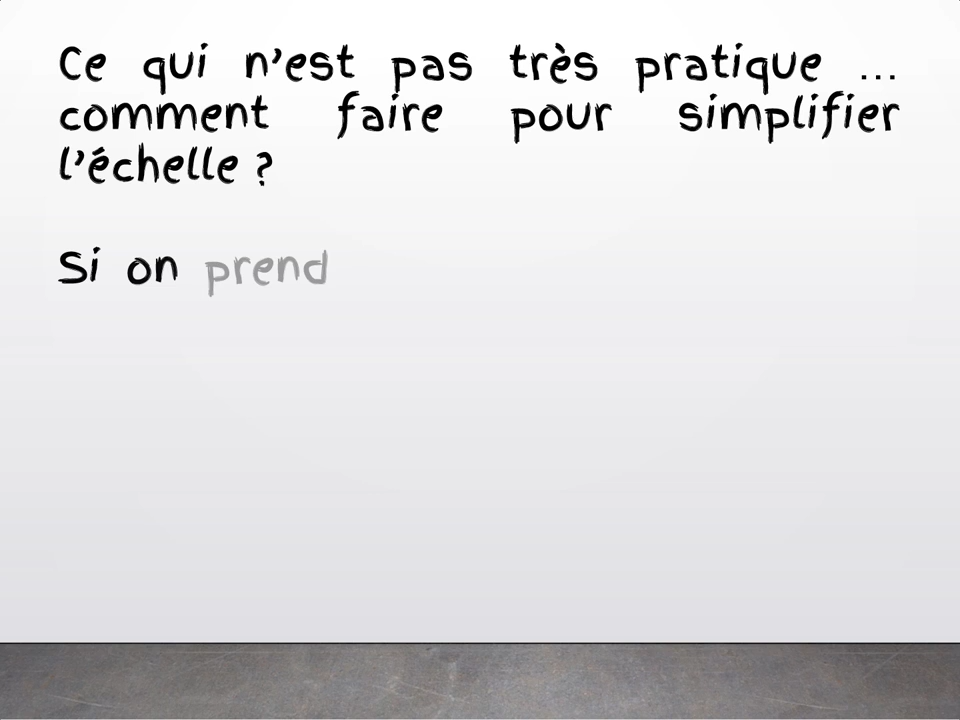 Ce qui n'est pas très pratique …
comment faire pour simplifier
l'échelle ?
Si on prend